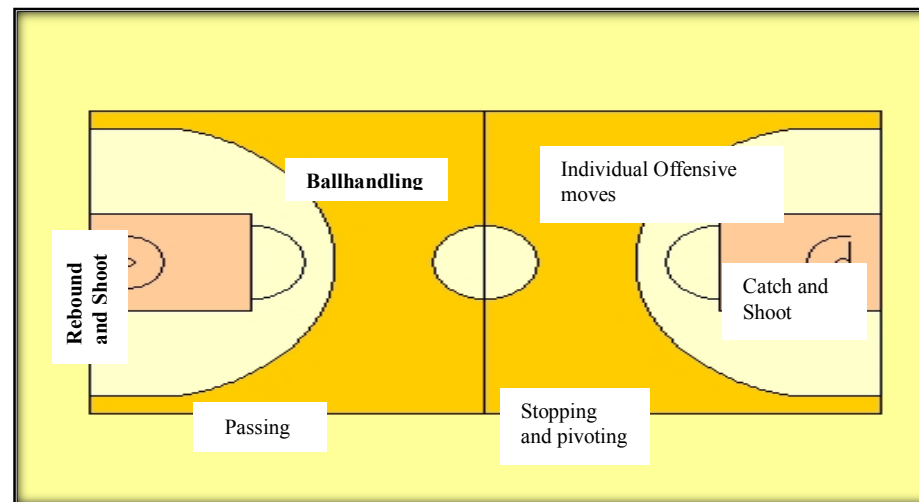 Ballhandling
Individual Offensive
moves
Rebound
and Shoot
Catch and
Shoot
Passing
Stopping
and pivoting